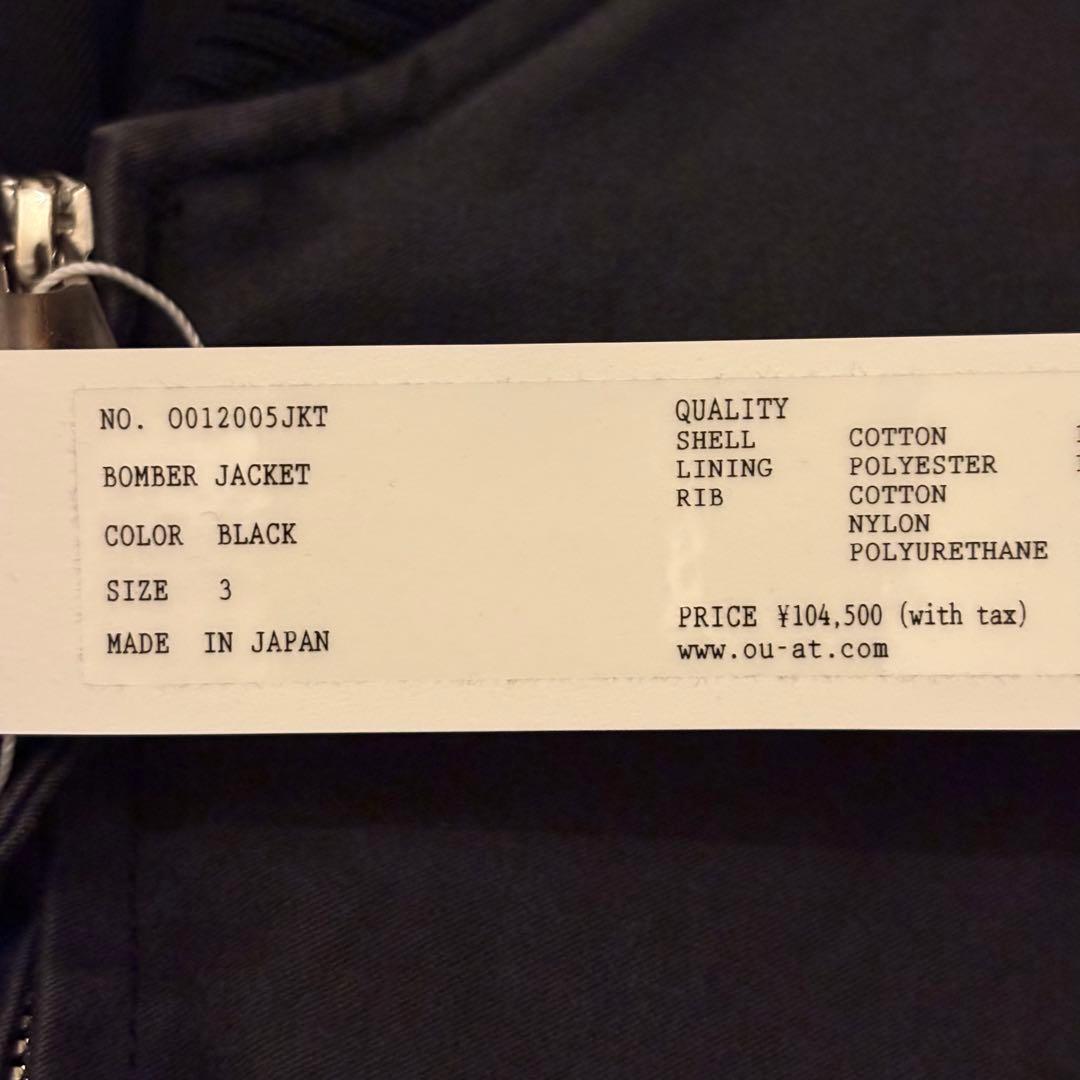 NO. O012005JKT
BOMBER JACKET
COLOR BLACK
SIZE 3
MADE IN JAPAN
QUALITY
SHELL COTTON
LINING POLYESTER
RIB COTTON
NYLON
POLYURETHANE
PRICE ¥104,500 (with tax)
www.ou-at.com